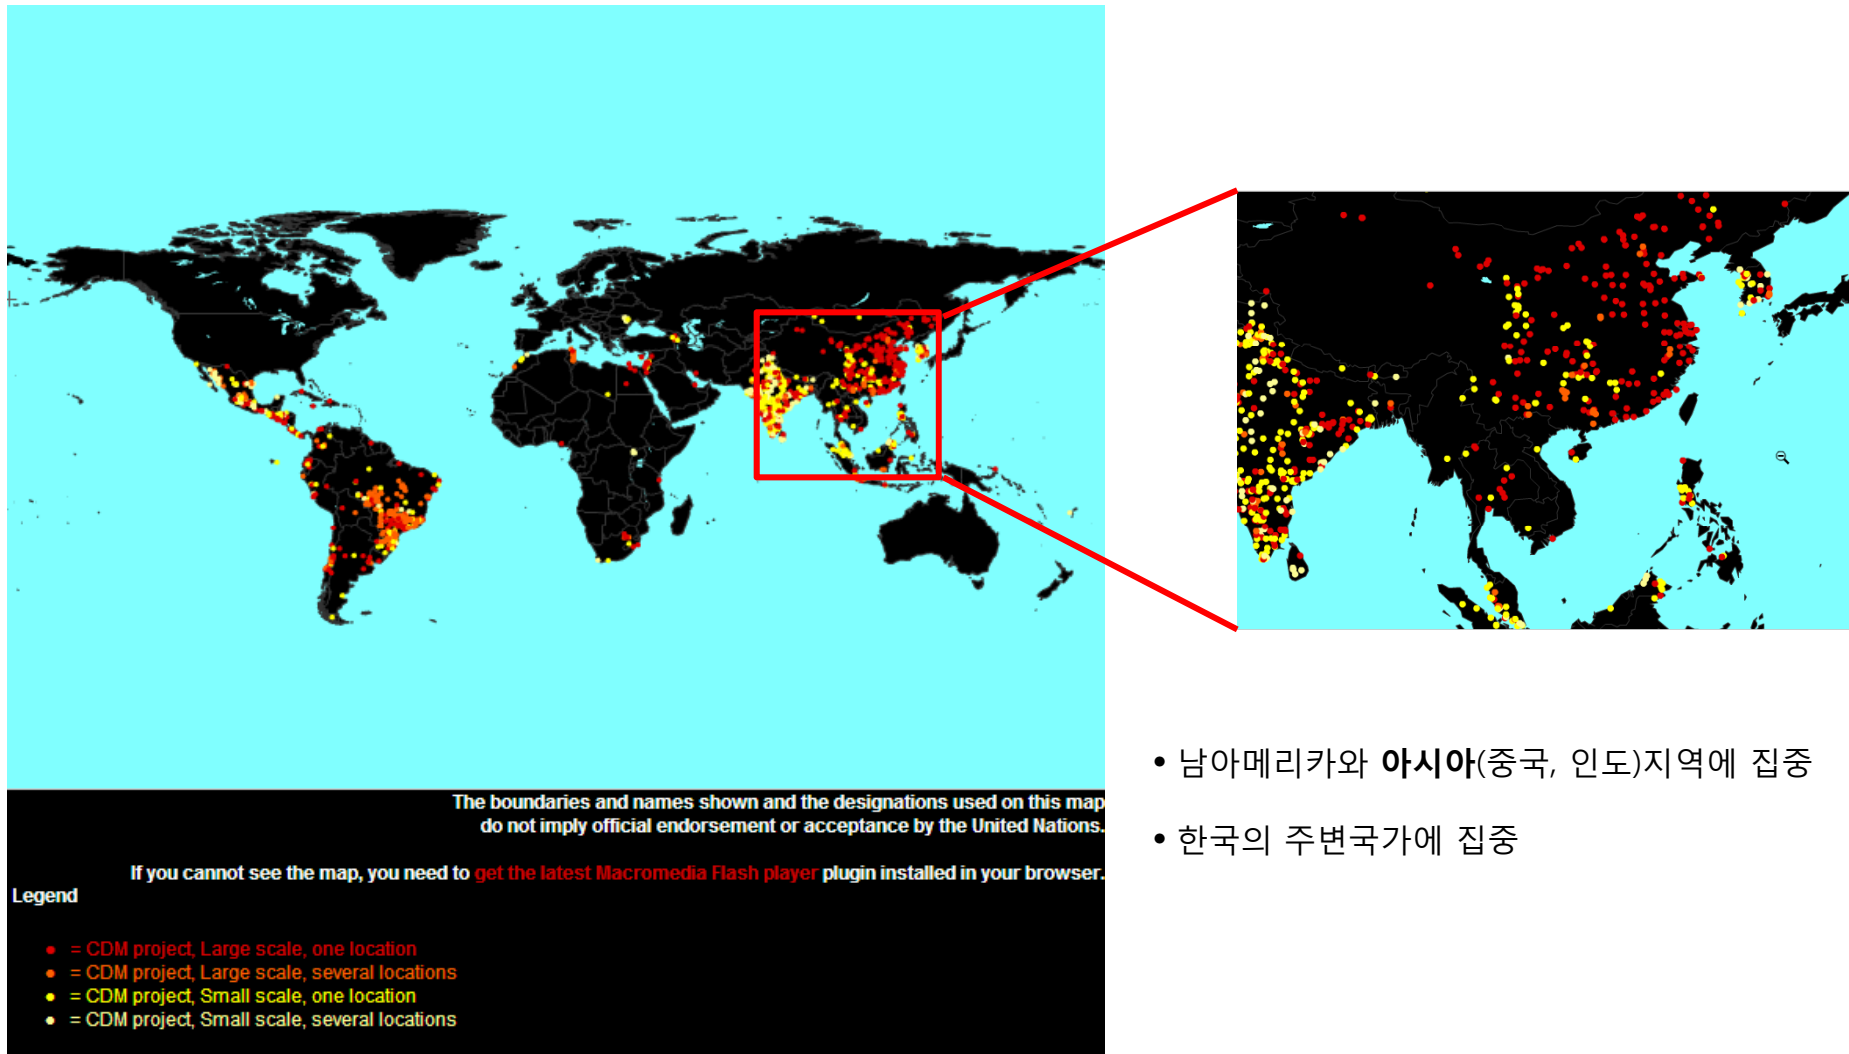 The boundaries and names shown and the designations used on this map
do not imply official endorsement or acceptance by the United Nations.
If you cannot see the map, you need to get the latest Macromedia Flash player plugin installed in your browser.
Legend
= CDM project, Large scale, one location
= CDM project, Large scale, several locations
= CDM project, Small scale, one location
= CDM project, Small scale, several locations
• 남아메리카와 아시아(중국, 인도)지역에 집중
• 한국의 주변국가에 집중